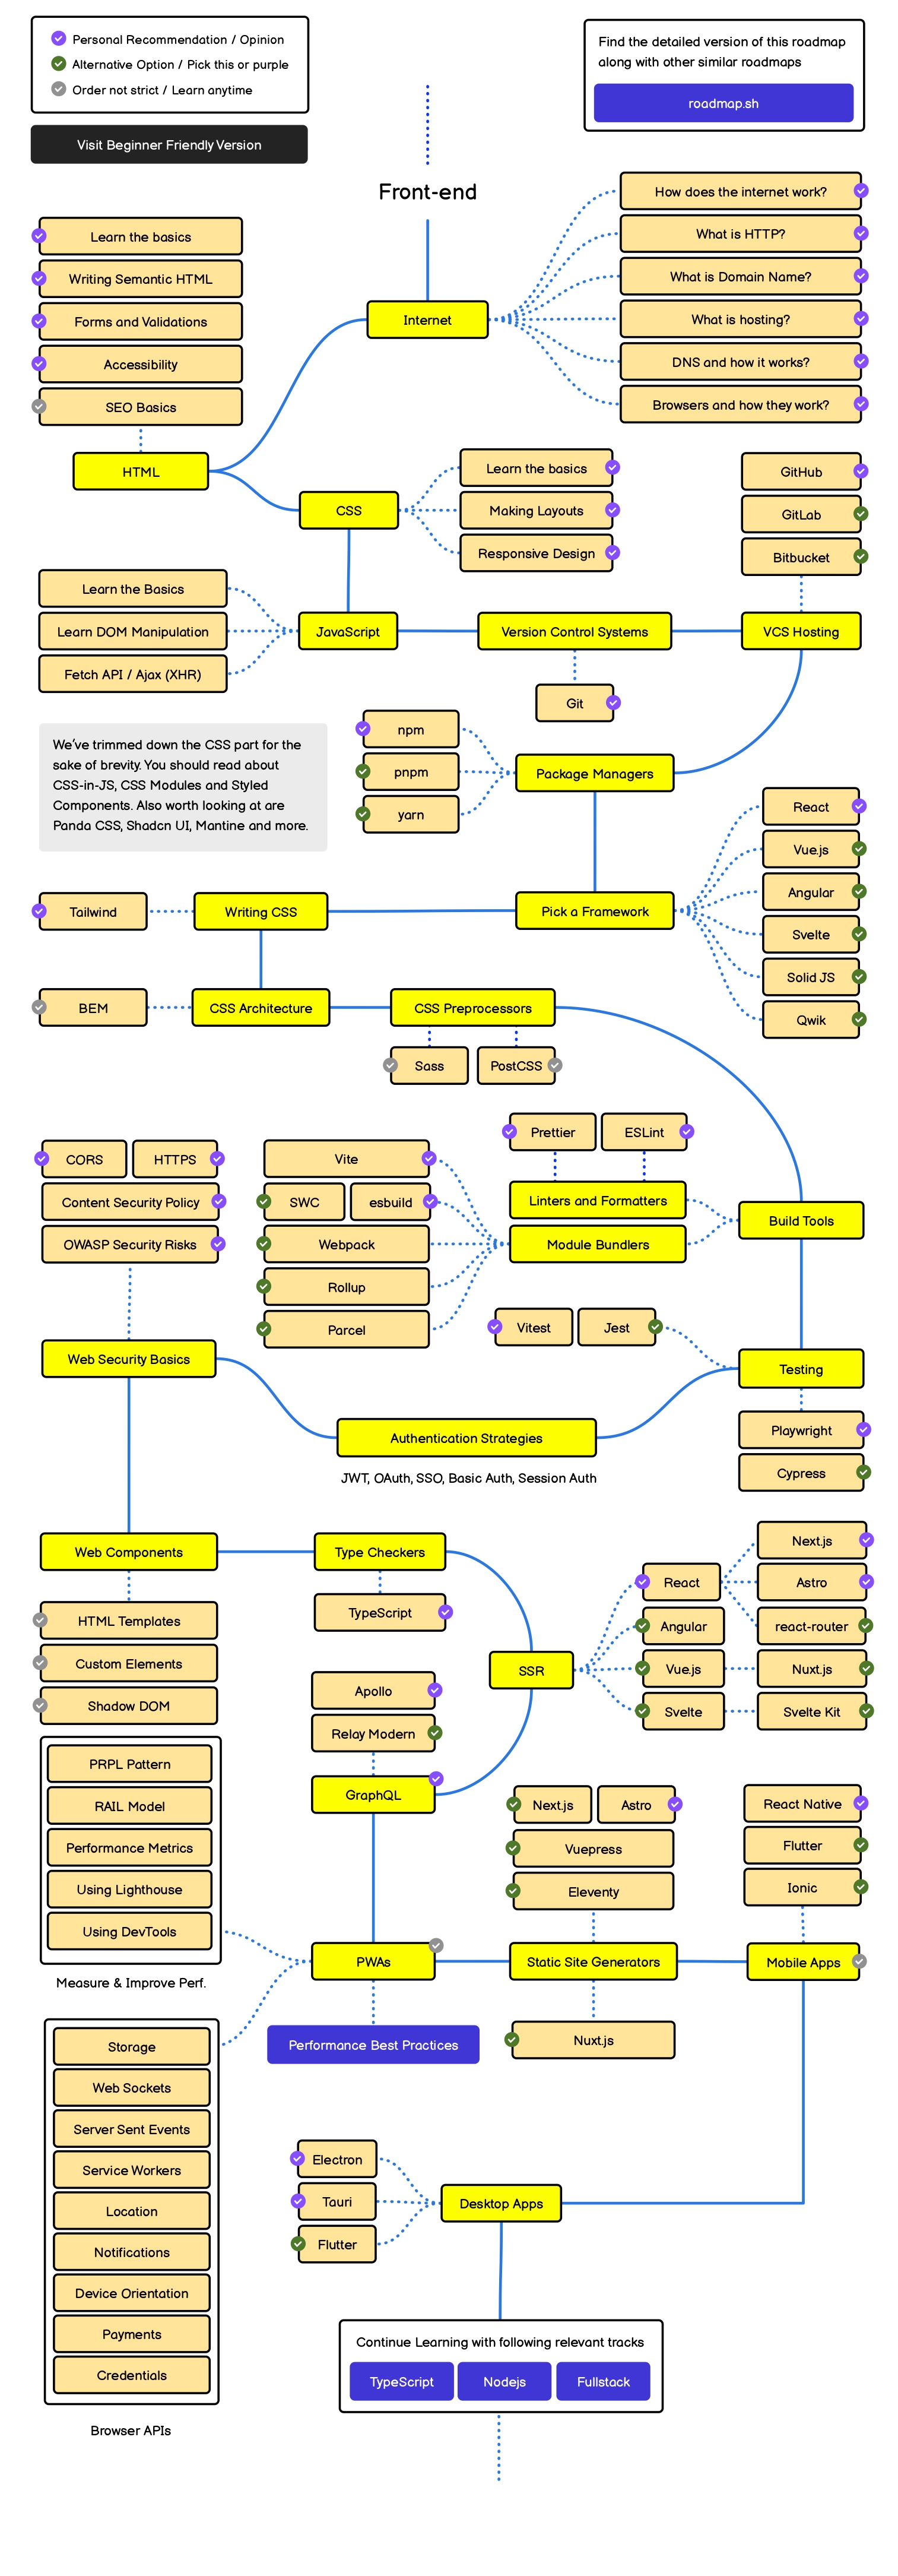 Personal Recommendation / Opinion
Alternative Option / Pick this or purple
Order not strict / Learn anytime
Visit Beginner Friendly Version
Find the detailed version of this roadmap
along with other similar roadmaps
roadmap.sh
Front-end
How does the internet work?
What is HTTP?
What is Domain Name?
What is hosting?
DNS and how it works?
Browsers and how they work?
Internet
Learn the basics
Writing Semantic HTML
Forms and Validations
Accessibility
SEO Basics
HTML
CSS
Learn the basics
Making Layouts
Responsive Design
GitHub
GitLab
Bitbucket
Learn the Basics
Learn DOM Manipulation
Fetch API / Ajax (XHR)
JavaScript
Version Control Systems
VCS Hosting
Git
We've trimmed down the CSS part for the
sake of brevity. You should read about
CSS-in-JS, CSS Modules and Styled
Components. Also worth looking at are
Panda CSS, Shadcn UI, Mantine and more.
npm
pnpm
yarn
Package Managers
React
Vue.js
Angular
Svelte
Solid JS
Qwik
Tailwind
Writing CSS
Pick a Framework
BEM
CSS Architecture
CSS Preprocessors
Sass
PostCSS
Prettier
ESLint
Linters and Formatters
Module Bundlers
Build Tools
CORS
HTTPS
Content Security Policy
OWASP Security Risks
Vite
SWC
esbuild
Webpack
Rollup
Parcel
Vitest
Jest
Web Security Basics
Testing
Authentication Strategies
JWT, OAuth, SSO, Basic Auth, Session Auth
Playwright
Cypress
Web Components
Type Checkers
HTML Templates
Custom Elements
Shadow DOM
TypeScript
SSR
React
Angular
Vue.js
Svelte
Next.js
Astro
react-router
Nuxt.js
Svelte Kit
Apollo
Relay Modern
GraphQL
PRPL Pattern
RAIL Model
Performance Metrics
Using Lighthouse
Using DevTools
Measure & Improve Perf.
Next.js
Astro
Vuepress
Eleventy
React Native
Flutter
Ionic
PWAs
Static Site Generators
Mobile Apps
Performance Best Practices
Nuxt.js
Storage
Web Sockets
Server Sent Events
Service Workers
Location
Notifications
Device Orientation
Payments
Credentials
Browser APIs
Electron
Tauri
Flutter
Desktop Apps
Continue Learning with following relevant tracks
TypeScript
Nodejs
Fullstack